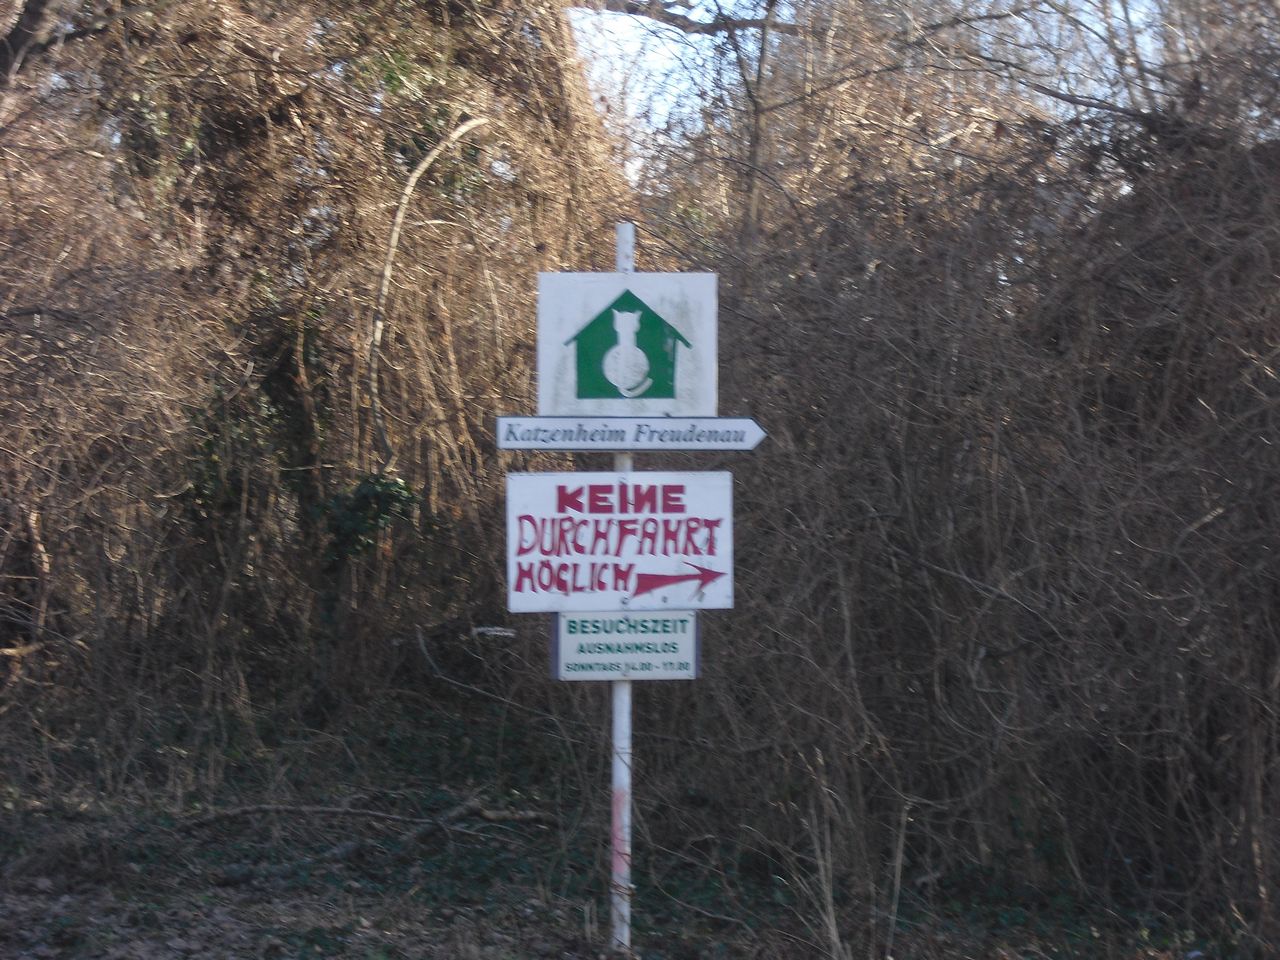 Katzenheim Freudenau
KEINE
DURCHFAHRT
MÖGLICH
BESUCHSZEIT
AUSNAHMSLOS
SONNTAGS 14.00 - 17.00